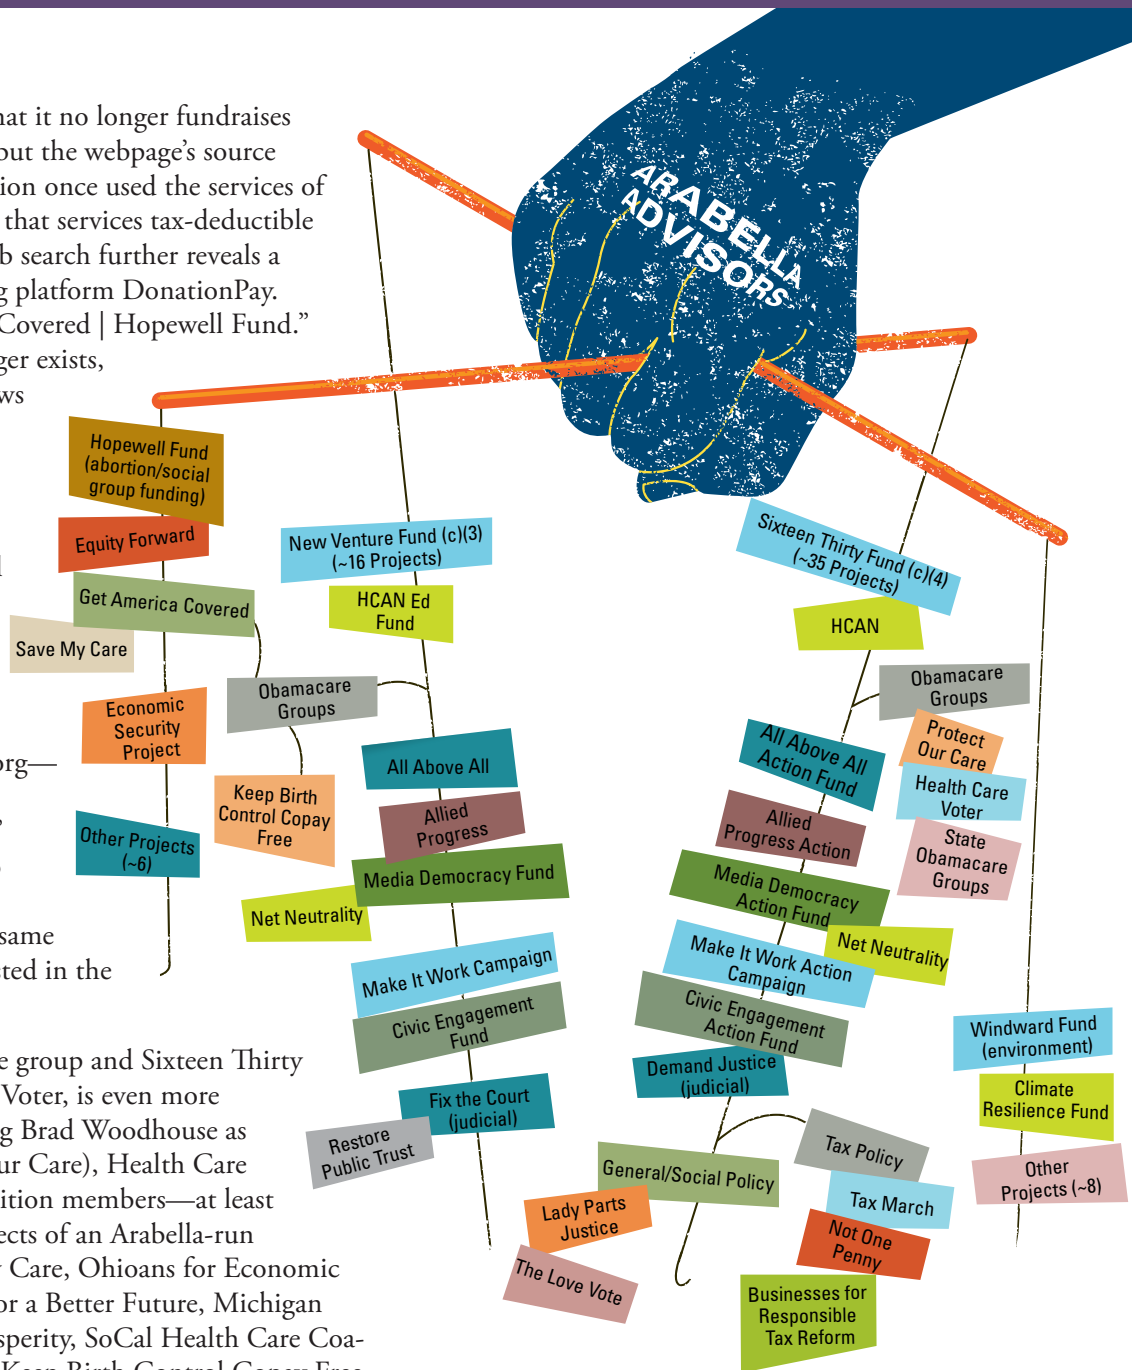 hat it no longer fundraises
but the webpage’s source
tion once used the services of
that services tax-deductible
b search further reveals a
g platform DonationPay.
Covered | Hopewell Fund.”
ger exists,
ws
ARABELLA
ADVISORS
Hopewell Fund
(abortion/social
group funding)
Equity Forward
Get America Covered
Save My Care
Economic
Security
Project
Other Projects
(~6)
Obamacare
Groups
Keep Birth
Control Copay
Free
New Venture Fund (c)(3)
(~16 Projects)
HCAN Ed
Fund
All Above All
Allied
Progress
Media Democracy Fund
Net Neutrality
Make It Work Campaign
Civic Engagement
Fund
Fix the Court
(judicial)
Restore
Public Trust
Sixteen Thirty Fund (c)(4)
(~35 Projects)
HCAN
Obamacare
Groups
Protect
Our Care
Health Care
Voter
State
Obamacare
Groups
All Above All
Action Fund
Allied
Progress Action
Media Democracy
Action Fund
Net Neutrality
Make It Work Action
Campaign
Civic Engagement
Action Fund
Demand Justice
(judicial)
General/Social Policy
Lady Parts
Justice
The Love Vote
Tax Policy
Tax March
Not One
Penny
Businesses for
Responsible
Tax Reform
Windward Fund
(environment)
Climate
Resilience Fund
Other
Projects (~8)
org—
same
sted in the
e group and Sixteen Thirty
Voter, is even more
g Brad Woodhouse as
ur Care), Health Care
ition members—at least
ects of an Arabella-run
y Care, Ohioans for Economic
or a Better Future, Michigan
sperity, SoCal Health Care Coa-
Keep Birth Control Copay Free